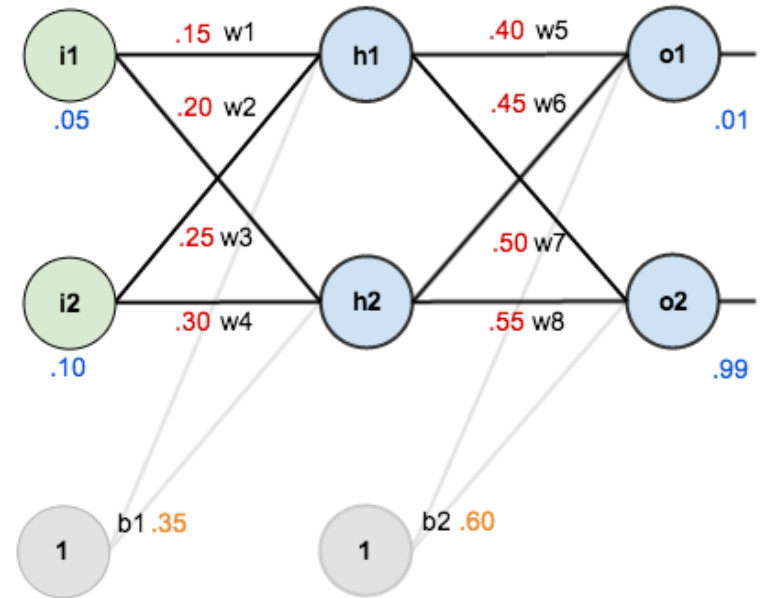 .15 w1
.40 w5
i1
h1
o1
.20 w2
.45 w6
.05
.01
.25 w3
.50 w7
i2
h2
o2
.30 w4
.55 w8
.10
.99
b1 .35
b2 .60
1
1